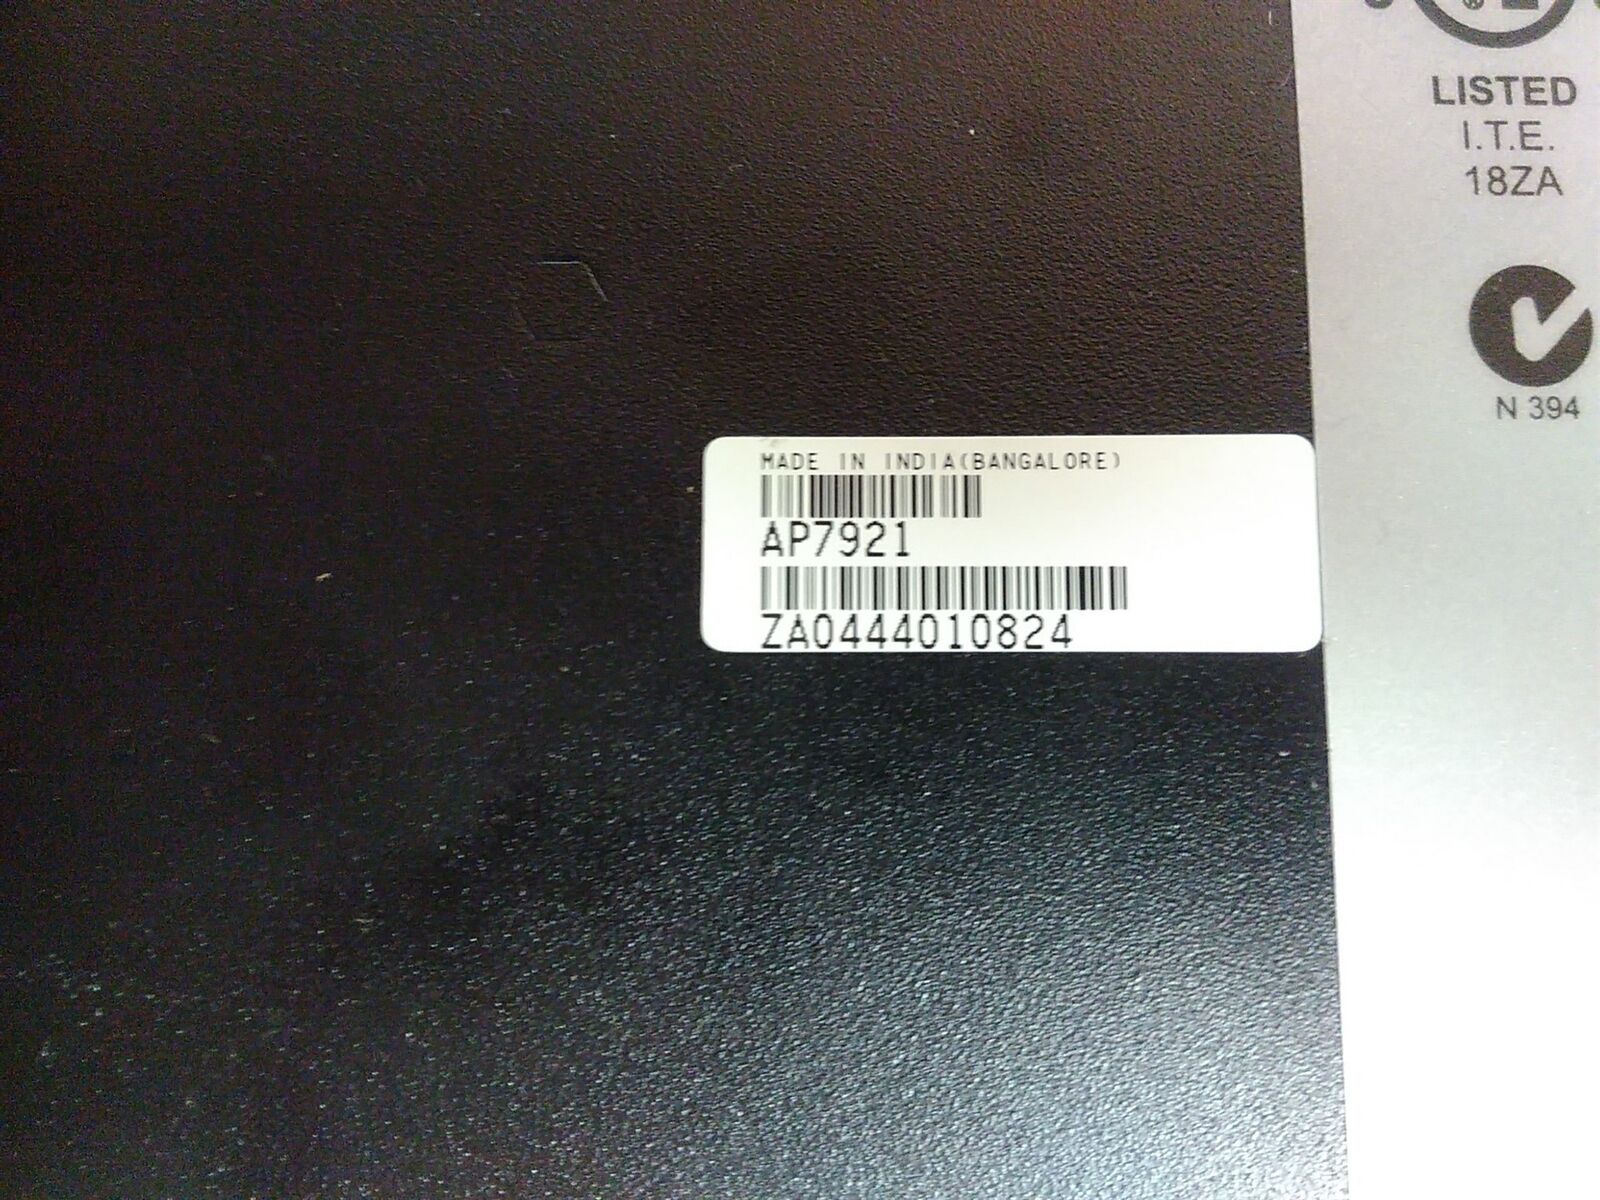 LISTED
I.T.E.
18ZA
N 394
MADE IN INDIA(BANGALORE)
AP7921
ZA0444010824